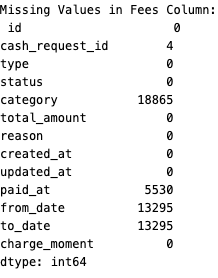 Missing Values in Fees Column:
id 0
cash_request_id 4
type 0
status 0
category 18865
total_amount 0
reason 0
created_at 0
updated_at 0
paid_at 5530
from_date 13295
to_date 13295
charge_moment 0
dtype: int64